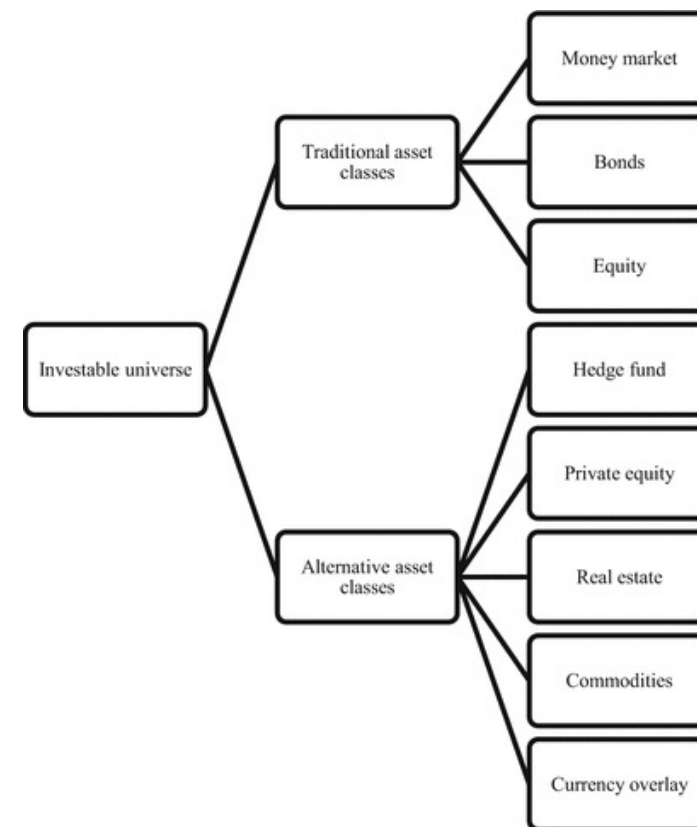 Money market
Traditional asset
classes
Bonds
Equity
Investable universe
Hedge fund
Private equity
Alternative asset
classes
Real estate
Commodities
Currency overlay